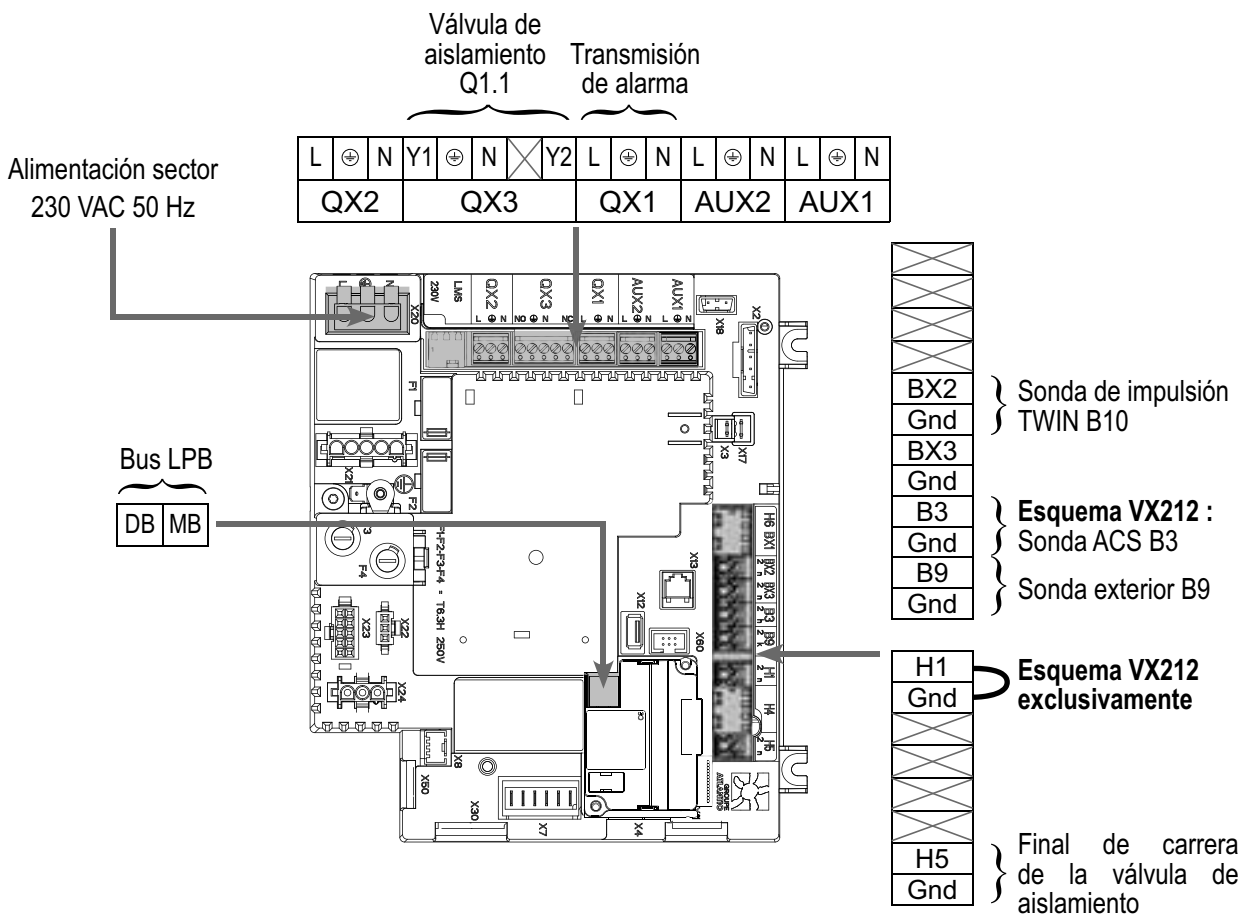 Válvula de
aislamiento
Q1.1
Transmisión
de alarma
L N Y1 N Y2 L N L N L N
QX2 QX3 QX1 AUX2 AUX1
Alimentación sector
230 VAC 50 Hz
L N
X20
230V
LMS
QX2
QX3
QX1
AUX2
AUX1
L N NO N NC L N L N L N
X18
X2
F1
X21
F2
X3
X17
BX2
Gnd
BX3
Gnd
B3
Gnd
B9
Gnd
Sonda de impulsión
TWIN B10
Esquema VX212 :
Sonda ACS B3
Sonda exterior B9
Bus LPB
DB MB
F3
F4
F1-F2-F3-F4 = T6.3H 250V
X23
X22
X24
X13
X12
X60
H6 BX1
BX2 BX3
B3
B9
H1
H4
H5
H1
Gnd
Esquema VX212
exclusivamente
X8
X50
X30
X7
X4
GROUPE
ATLANTIC
H5
Gnd
Final de carrera
de la válvula de
aislamiento